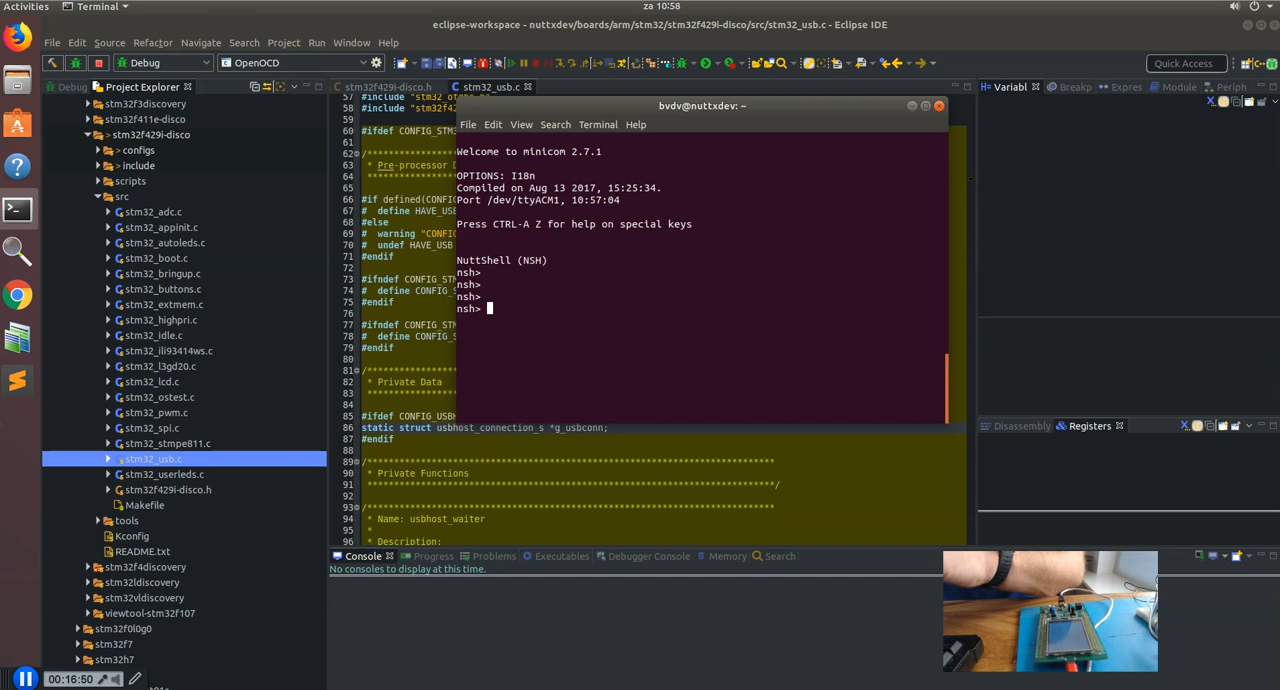 Activities Terminal za 10:58
eclipse-workspace - nuttxdev/boards/arm/stm32/stm32f429i-disco/src/stm32_usb.c - Eclipse IDE
File Edit Source Refactor Navigate Search Project Run Window Help
Debug OpenOCD Quick Access
Debug Project Explorer stm32f429i-disco.h stm32_usb.c Variabl Breakp Expres Module Periph
stm32f3discovery
stm32f411e-disco
> stm32f429i-disco
> configs
> include
scripts
src
stm32_adc.c
stm32_appinit.c
stm32_autoleds.c
stm32_boot.c
stm32_bringup.c
stm32_buttons.c
stm32_extmem.c
stm32_highpri.c
stm32_idle.c
stm32_ili93414ws.c
stm32_l3gd20.c
stm32_lcd.c
stm32_ostest.c
stm32_pwm.c
stm32_spi.c
stm32_stmpe811.c
stm32_usb.c
stm32_userleds.c
stm32f429i-disco.h
Makefile
tools
Kconfig
README.txt
stm32f4discovery
stm32ldiscovery
stm32vldiscovery
viewtool-stm32f107
stm32f0l0g0
stm32f7
stm32h7
57 #include "stm32_
58 #include "stm32f4
60 #ifdef CONFIG_STM3
61
62 /*****************
63 * Pre-processor D
64 *****************
65
66 #if defined(CONF
67 # define HAVE_USB
68 #else
69 # warning "CONFI
70 # undef HAVE_USB
71 #endif
72
73 #ifndef CONFIG_STM
74 # define CONFIG_S
75 #endif
76
77 #ifndef CONFIG_STM
78 # define CONFIG_S
79 #endif
80
81 /*****************
82 * Private Data
83 *****************
84
85 #ifdef CONFIG_USBH
86 static struct usbhost_connection_s *g_usbconn;
87 #endif
88
89 /****************************************************************************
90 * Private Functions
91 ****************************************************************************/
92
93 /****************************************************************************
94 * Name: usbhost_waiter
95 *
96 * Description:
bvdv@nuttxdev: ~
File Edit View Search Terminal Help
Welcome to minicom 2.7.1
OPTIONS: I18n
Compiled on Aug 13 2017, 15:25:34.
Port /dev/ttyACM1, 10:57:04
Press CTRL-A Z for help on special keys
NuttShell (NSH)
nsh>
nsh>
nsh>
nsh>
Disassembly Registers
Console Progress Problems Executables Debugger Console Memory Search
No consoles to display at this time.
00:16:50